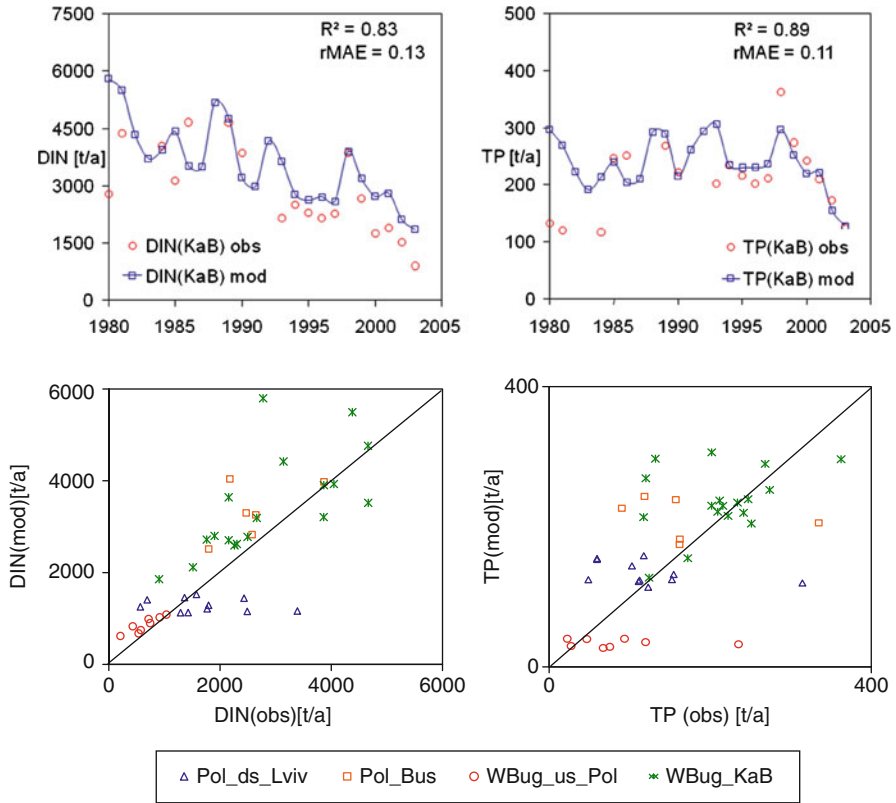 7500
6000
4500
DIN [t/a]
3000
1500
0
R² = 0.83
rMAE = 0.13
DIN(KaB) obs
DIN(KaB) mod
1980 1985 1990 1995 2000 2005
500
400
300
TP [t/a]
200
100
0
R² = 0.89
rMAE = 0.11
TP(KaB) obs
TP(KaB) mod
1980 1985 1990 1995 2000 2005
6000
4000
2000
0
DIN(mod)[t/a]
0 2000 4000 6000
DIN(obs)[t/a]
400
TP(mod)[t/a]
0
0 400
TP (obs) [t/a]
Pol_ds_Lviv Pol_Bus WBug_us_Pol WBug_KaB